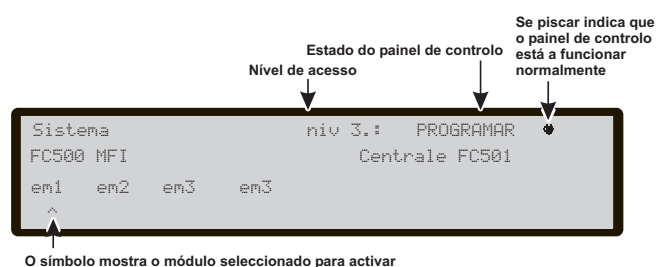 Se piscar indica que
o painel de controlo
está a funcionar
normalmente
Estado do painel de controlo
Nível de acesso
Sistema niv 3.: PROGRAMAR
FC500 MFI Centrale FC501
em1 em2 em3 em3
^
O símbolo mostra o módulo seleccionado para activar